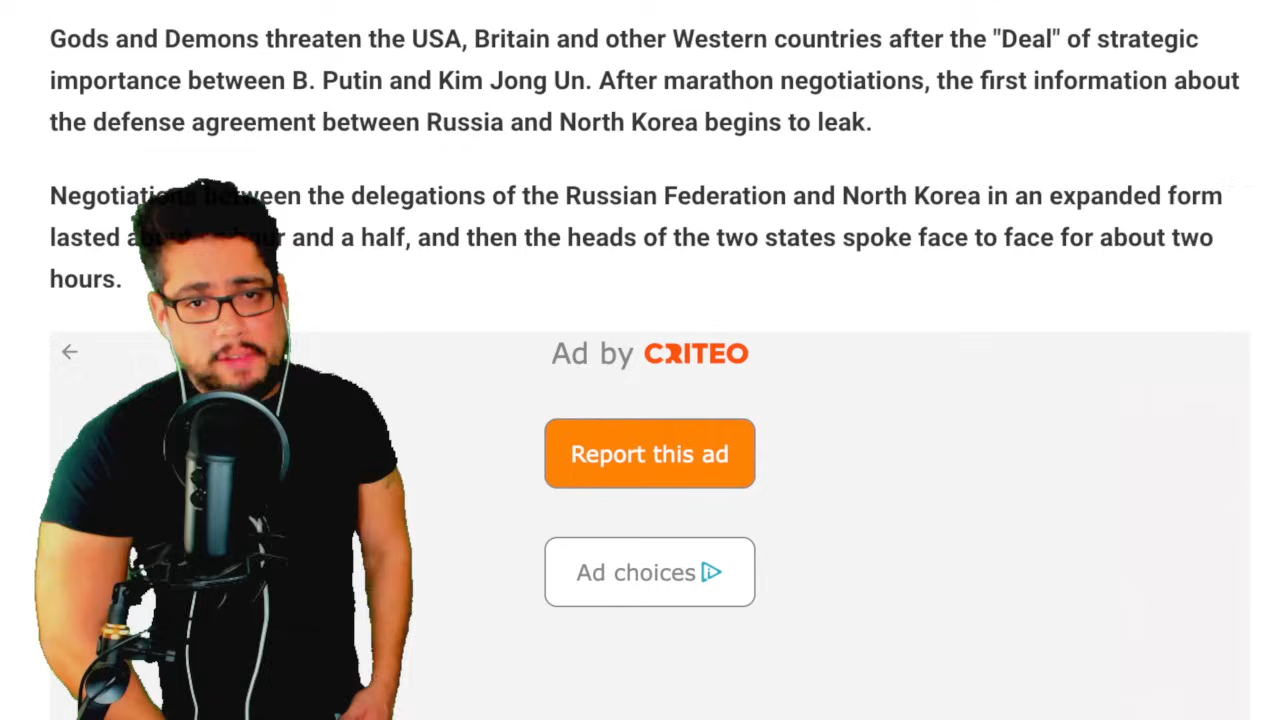 Gods and Demons threaten the USA, Britain and other Western countries after the "Deal" of strategic
importance between B. Putin and Kim Jong Un. After marathon negotiations, the first information about
the defense agreement between Russia and North Korea begins to leak.
Negotiations between the delegations of the Russian Federation and North Korea in an expanded form
lasted about hour and a half, and then the heads of the two states spoke face to face for about two
hours.
Ad by CRITEO
Report this ad
Ad choices